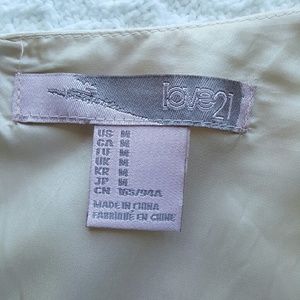 love21
US M
CA M
EU M
UK M
KR M
JP M
CN 165/94A
MADE IN CHINA
FABRIQUÉ EN CHINE